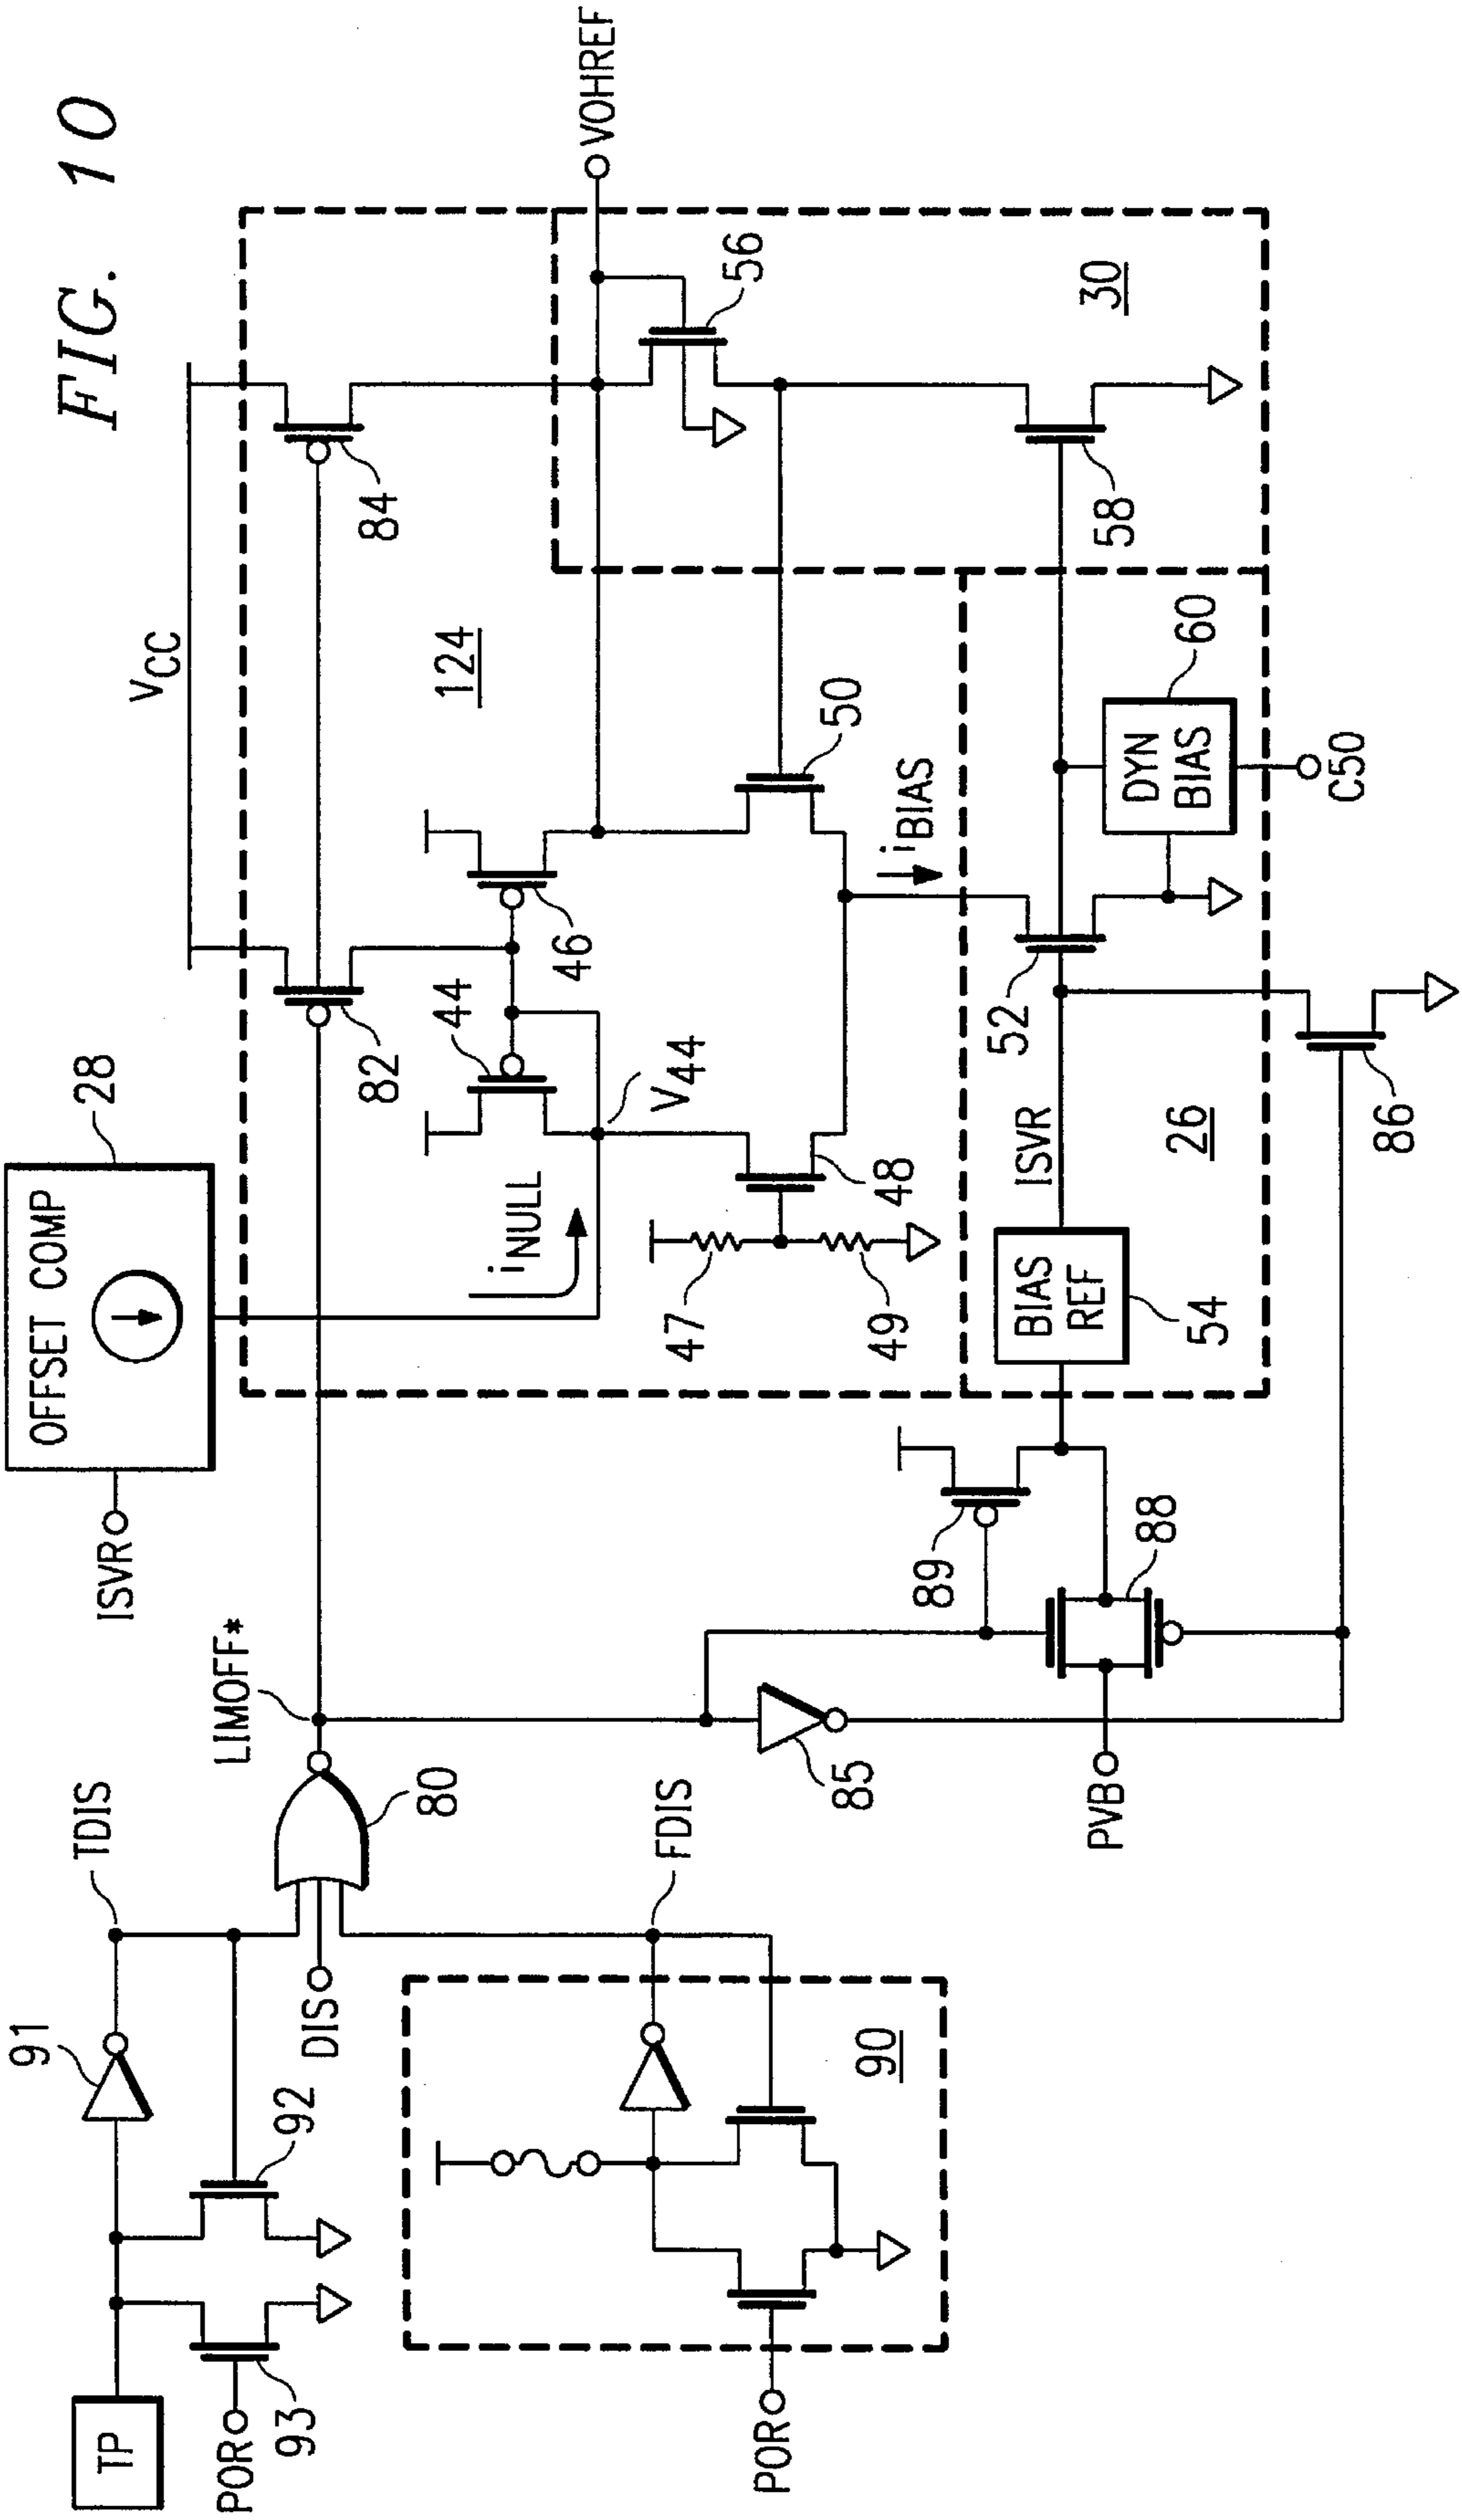 FIG. 10
VCC
VOHREF
ISVR
OFFSET COMP
28
LIMOFF*
TDIS
91
TP
POR
93
92
DIS
80
82
84
124
44
46
iNULL
V44
47
49
48
50
iBIAS
56
30
FDIS
90
POR
85
89
88
PVB
BIAS
REF
54
ISVR
26
52
DYN
BIAS
60
C50
58
86